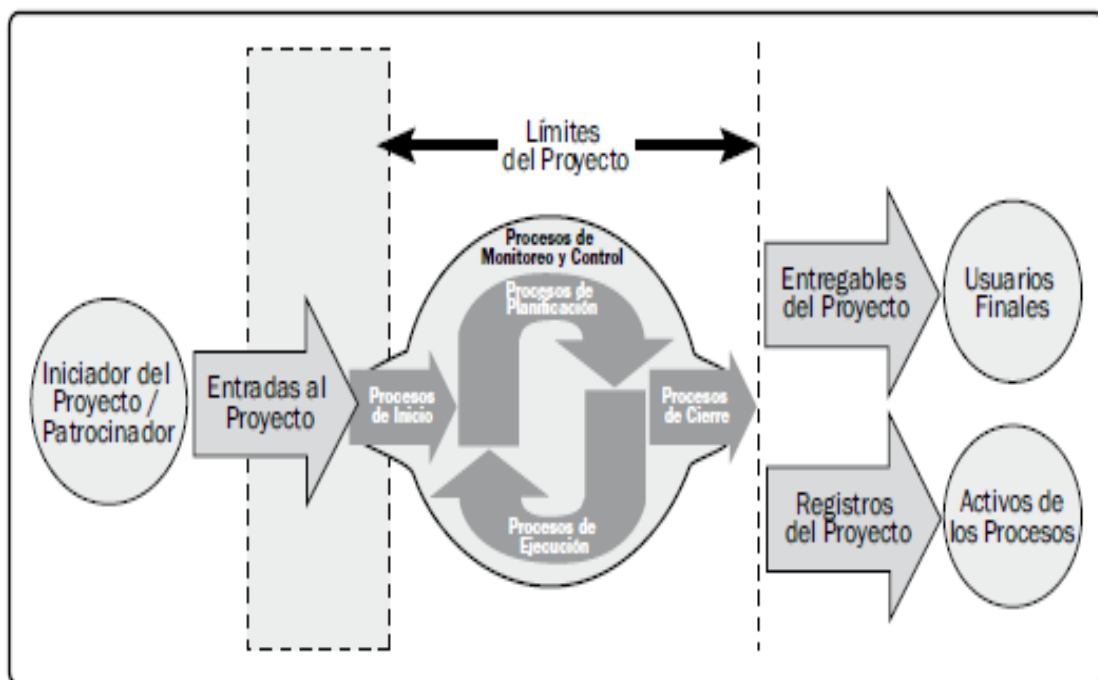 Límites
del Proyecto
Procesos de
Monitoreo y Control
Procesos de
Planificación
Iniciador del
Proyecto /
Patrocinador
Entradas al
Proyecto
Procesos
de Inicio
Procesos
de Cierre
Procesos de
Ejecución
Entregables
del Proyecto
Usuarios
Finales
Registros
del Proyecto
Activos de
los Procesos